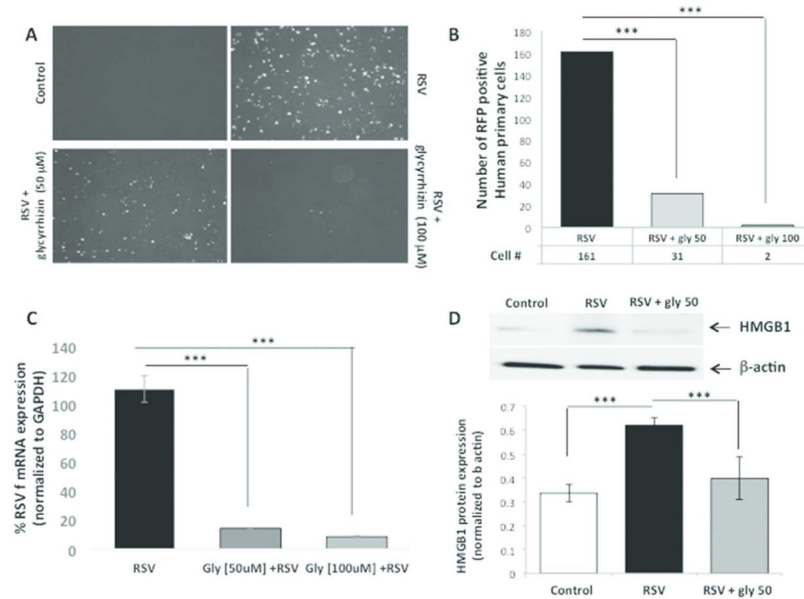 A
Control
RSV
RSV +
glycyrrhizin (50 μM)
RSV +
glycyrrhizin (100 μM)
B
***
***
Number of RFP positive
Human primary cells
180
160
140
120
100
80
60
40
20
0
RSV
RSV + gly 50
RSV + gly 100
Cell #
161
31
2
C
***
***
% RSV f mRNA expression
(normalized to GAPDH)
140
120
100
80
60
40
20
0
RSV
Gly [50uM] +RSV
Gly [100uM] +RSV
D
Control
RSV
RSV + gly 50
HMGB1
β-actin
***
***
HMGB1 protein expression
(normalized to b actin)
0.7
0.6
0.5
0.4
0.3
0.2
0.1
0
Control
RSV
RSV + gly 50